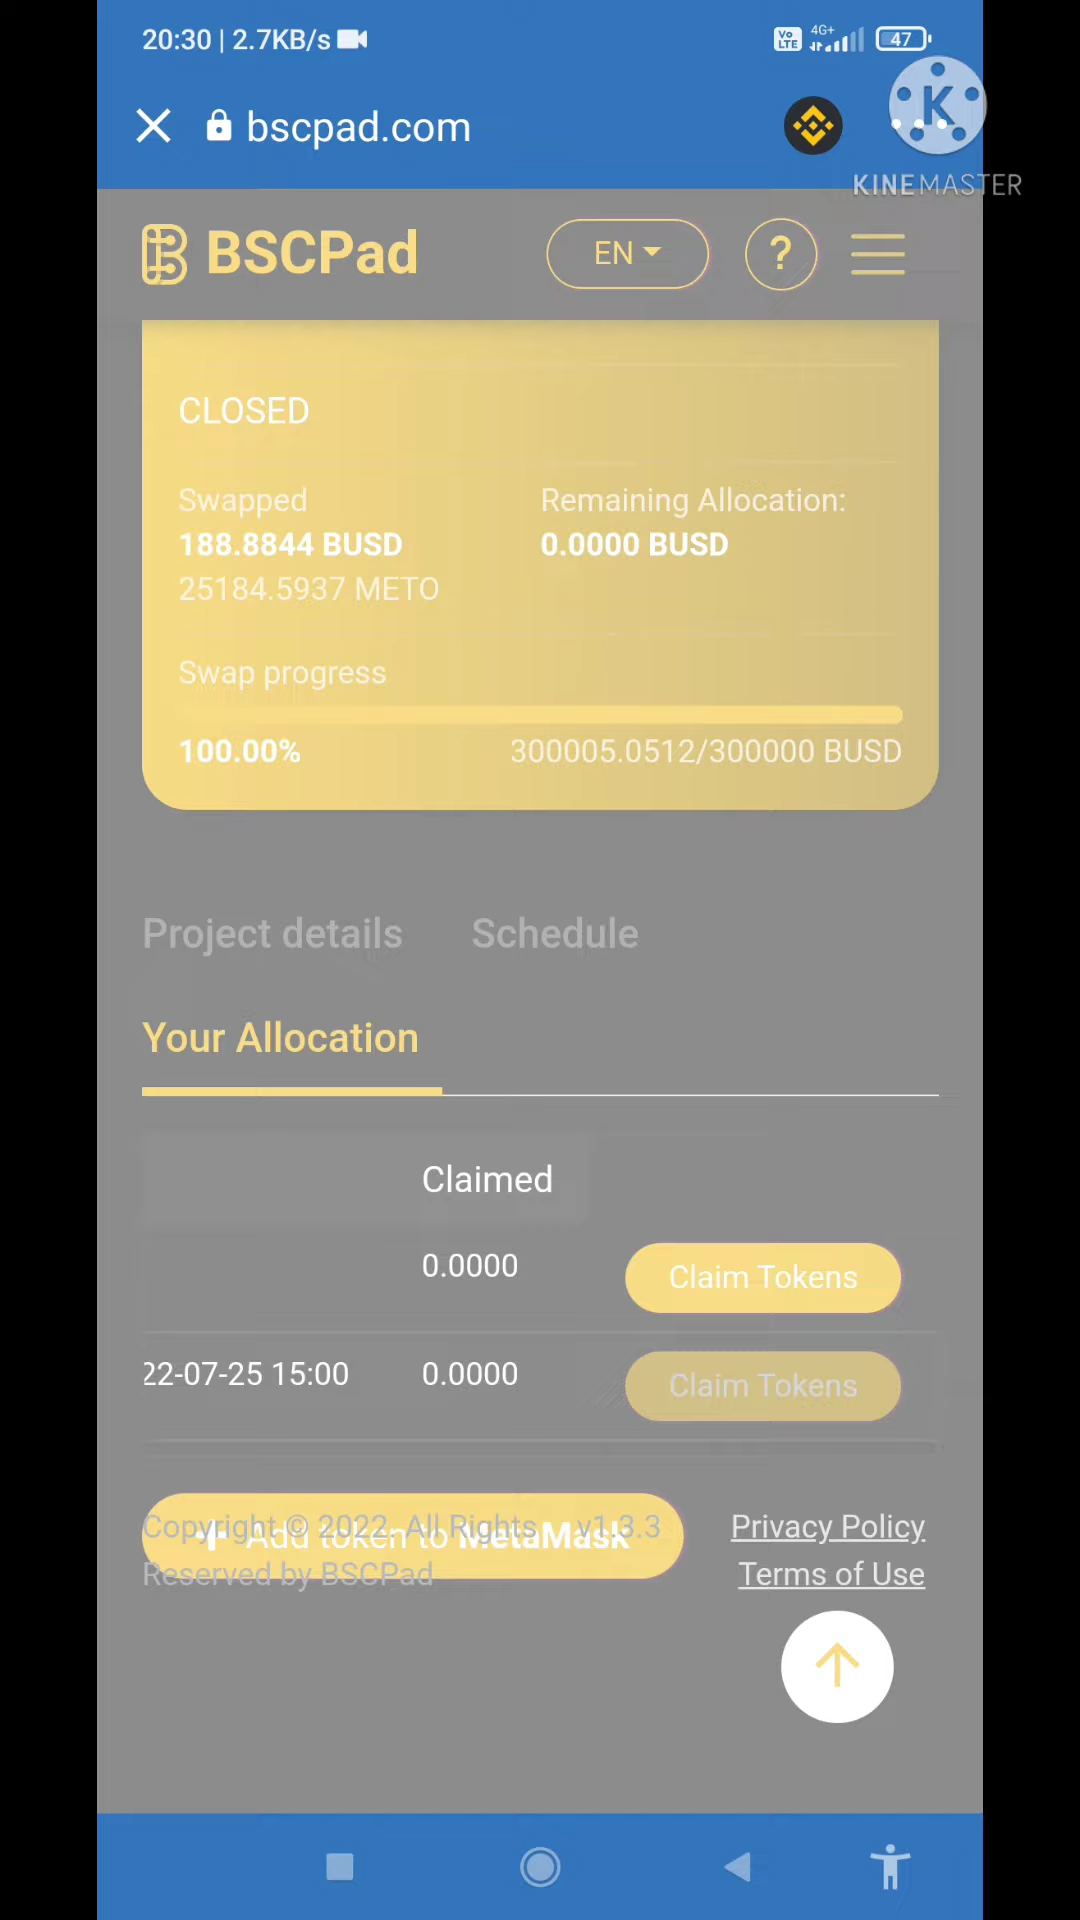 20:30 | 2.7KB/s
Vo LTE 4G+ 47
bscpad.com
K
KINEMASTER
BSCPad
EN
?
CLOSED
Swapped Remaining Allocation:
188.8844 BUSD 0.0000 BUSD
25184.5937 METO
Swap progress
100.00% 300005.0512/300000 BUSD
Project details Schedule
Your Allocation
Claimed
0.0000 Claim Tokens
22-07-25 15:00 0.0000 Claim Tokens
+ Add token to MetaMask
Copyright © 2022. All Rights v1.3.3 Privacy Policy
Reserved by BSCPad Terms of Use